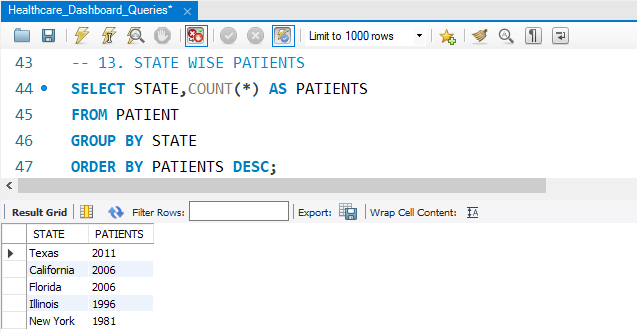 Healthcare_Dashboard_Queries*
Limit to 1000 rows
43 -- 13. STATE WISE PATIENTS
44 SELECT STATE,COUNT(*) AS PATIENTS
45 FROM PATIENT
46 GROUP BY STATE
47 ORDER BY PATIENTS DESC;
Result Grid Filter Rows: Export: Wrap Cell Content:
STATE PATIENTS
Texas 2011
California 2006
Florida 2006
Illinois 1996
New York 1981